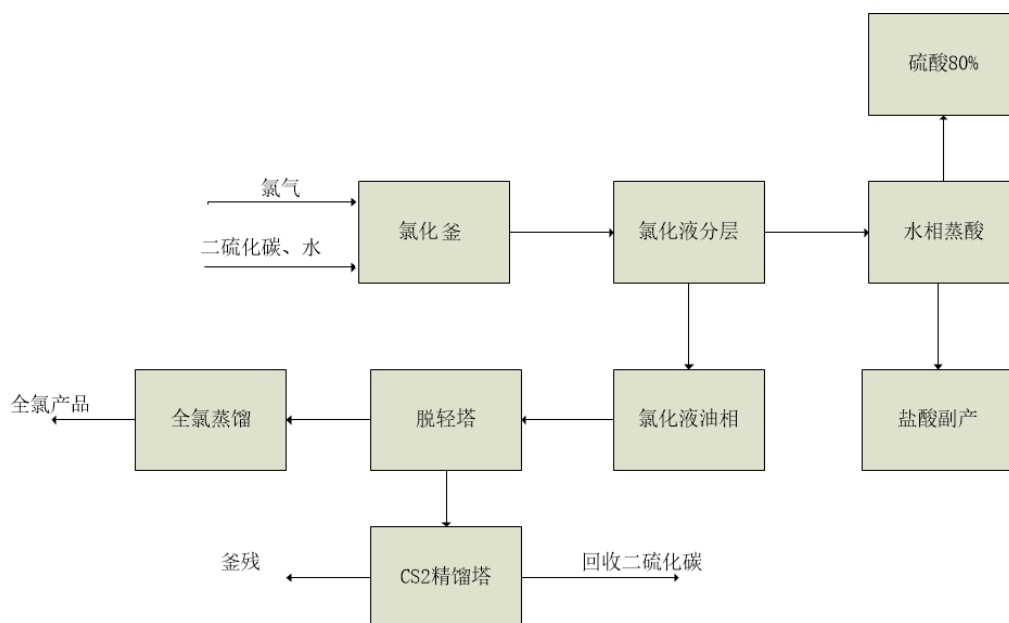 硫酸80%
氯气
二硫化碳、水
氯化釜
氯化液分层
水相蒸酸
全氯产品
全氯蒸馏
脱轻塔
氯化液油相
盐酸副产
釜残
CS2精馏塔
回收二硫化碳